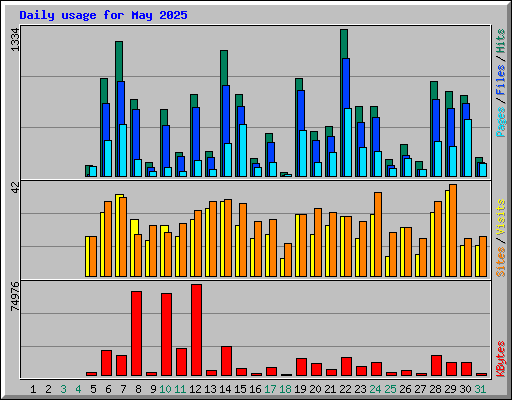 Daily usage for May 2025
1334
Pages / Files / Hits
42
Sites / Visits
74976
KBytes
1 2 3 4 5 6 7 8 9 10 11 12 13 14 15 16 17 18 19 20 21 22 23 24 25 26 27 28 29 30 31